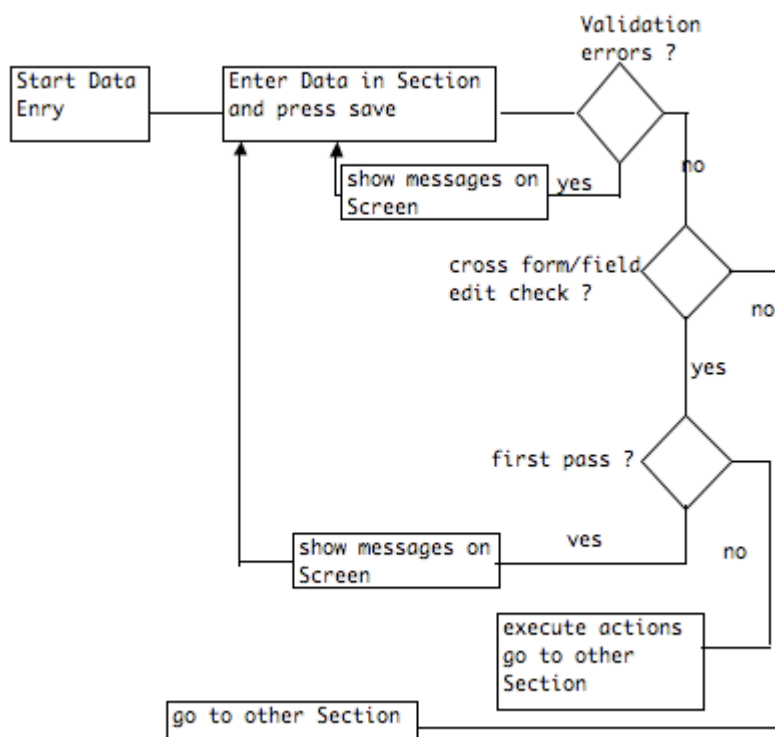 Validation
errors ?
Start Data
Enry
Enter Data in Section
and press save
show messages on
Screen
yes
no
cross form/field
edit check ?
no
yes
first pass ?
show messages on
Screen
yes
no
execute actions
go to other
Section
go to other Section